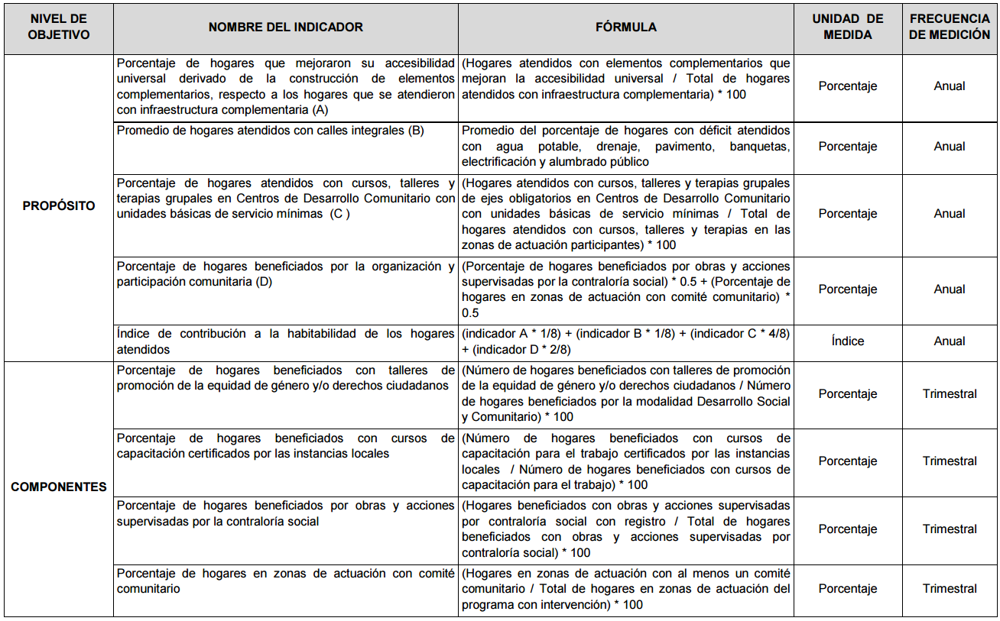 NIVEL DE
OBJETIVO
NOMBRE DEL INDICADOR
FÓRMULA
UNIDAD DE
MEDIDA
FRECUENCIA
DE MEDICIÓN
PROPÓSITO
Porcentaje de hogares que mejoraron su accesibilidad
universal derivado de la construcción de elementos
complementarios, respecto a los hogares que se atendieron
con infraestructura complementaria (A)
(Hogares atendidos con elementos complementarios que
mejoran la accesibilidad universal / Total de hogares
atendidos con infraestructura complementaria) * 100
Porcentaje
Anual
Promedio de hogares atendidos con calles integrales (B)
Promedio del porcentaje de hogares con déficit atendidos
con agua potable, drenaje, pavimento, banquetas,
electrificación y alumbrado público
Porcentaje
Anual
Porcentaje de hogares atendidos con cursos, talleres y
terapias grupales en Centros de Desarrollo Comunitario con
unidades básicas de servicio mínimas (C )
(Hogares atendidos con cursos, talleres y terapias grupales
de ejes obligatorios en Centros de Desarrollo Comunitario
con unidades básicas de servicio mínimas / Total de
hogares atendidos con cursos, talleres y terapias en las
zonas de actuación participantes) * 100
Porcentaje
Anual
Porcentaje de hogares beneficiados por la organización y
participación comunitaria (D)
(Porcentaje de hogares beneficiados por obras y acciones
supervisadas por la contraloría social) * 0.5 + (Porcentaje de
hogares en zonas de actuación con comité comunitario) *
0.5
Porcentaje
Anual
Índice de contribución a la habitabilidad de los hogares
atendidos
(indicador A * 1/8) + (indicador B * 1/8) + (indicador C * 4/8)
+ (indicador D * 2/8)
Índice
Anual
COMPONENTES
Porcentaje de hogares beneficiados con talleres de
promoción de la equidad de género y/o derechos ciudadanos
(Número de hogares beneficiados con talleres de promoción
de la equidad de género y/o derechos ciudadanos / Número
de hogares beneficiados por la modalidad Desarrollo Social
y Comunitario) * 100
Porcentaje
Trimestral
Porcentaje de hogares beneficiados con cursos de
capacitación certificados por las instancias locales
(Número de hogares beneficiados con cursos de
capacitación para el trabajo certificados por las instancias
locales / Número de hogares beneficiados con cursos de
capacitación para el trabajo) * 100
Porcentaje
Trimestral
Porcentaje de hogares beneficiados por obras y acciones
supervisadas por la contraloría social
(Hogares beneficiados con obras y acciones supervisadas
por contraloría social con registro / Total de hogares
beneficiados con obras y acciones supervisadas por
contraloría social) * 100
Porcentaje
Trimestral
Porcentaje de hogares en zonas de actuación con comité
comunitario
(Hogares en zonas de actuación con al menos un comité
comunitario / Total de hogares en zonas de actuación del
programa con intervención) * 100
Porcentaje
Trimestral